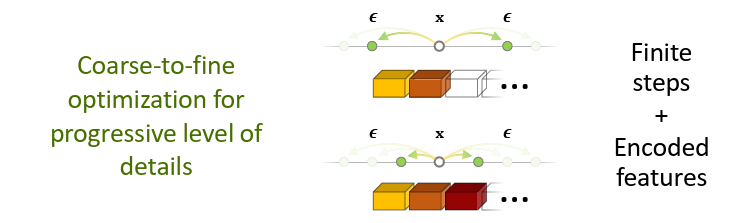 Coarse-to-fine
optimization for
progressive level of
details
ϵ x ϵ
•••
ϵ x ϵ
•••
Finite
steps
+
Encoded
features